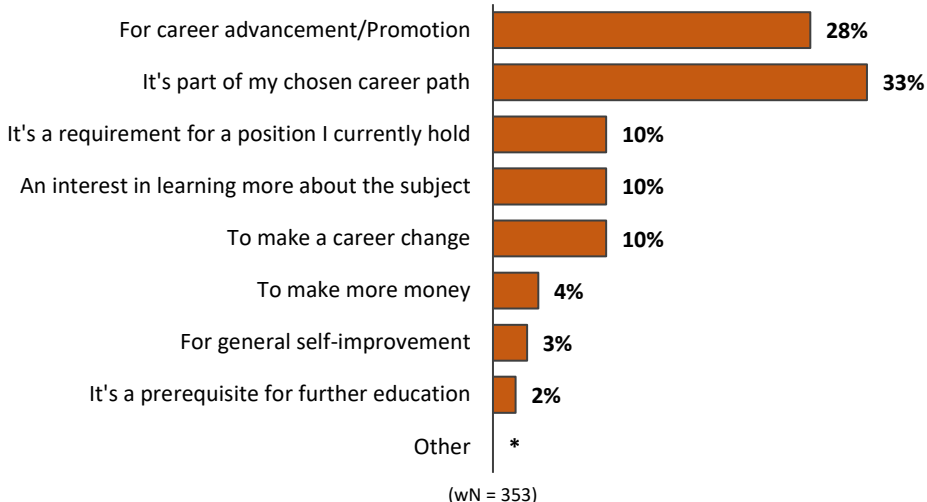 For career advancement/Promotion 28%
It's part of my chosen career path 33%
It's a requirement for a position I currently hold 10%
An interest in learning more about the subject 10%
To make a career change 10%
To make more money 4%
For general self-improvement 3%
It's a prerequisite for further education 2%
Other *
(wN = 353)